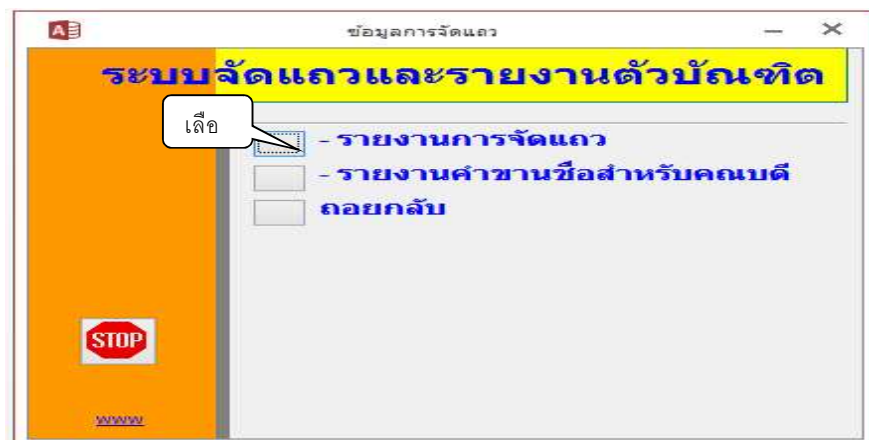 ข้อมูลการจัดแถว
ระบบจัดแถวและรายงานตัวบัณฑิต
เลือ
- รายงานการจัดแถว
- รายงานคำขานชื่อสำหรับคณบดี
ถอยกลับ
STOP
www